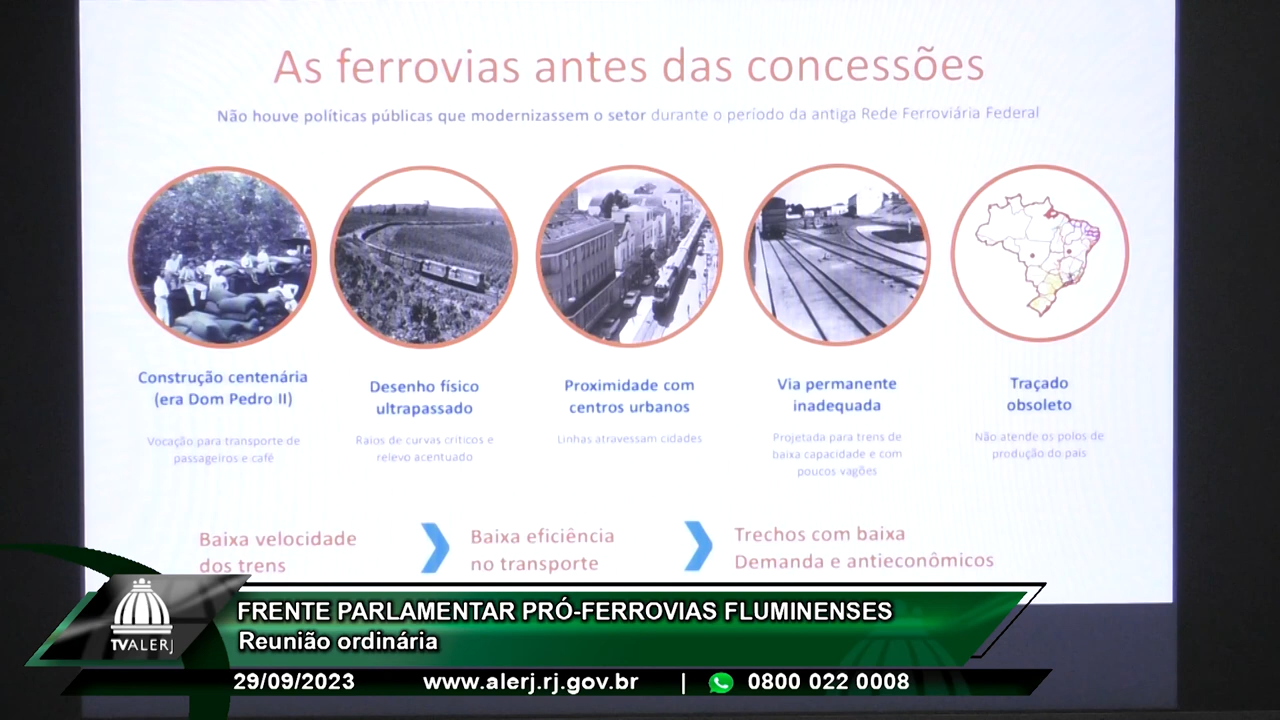 As ferrovias antes das concessões
Não houve políticas públicas que modernizassem o setor durante o período da antiga Rede Ferroviária Federal
Construção centenária
(era Dom Pedro II)
Vocação para transporte de
passageiros e café
Desenho físico
ultrapassado
Raios de curvas críticos e
relevo acentuado
Proximidade com
centros urbanos
Linhas atravessam cidades
Via permanente
inadequada
Projetada para trens de
baixa capacidade e com
poucos vagões
Traçado
obsoleto
Não atende os polos de
produção do país
Baixa velocidade
dos trens
Baixa eficiência
no transporte
Trechos com baixa
Demanda e antieconômicos
FRENTE PARLAMENTAR PRÓ-FERROVIAS FLUMINENSES
Reunião ordinária
TVALERJ
29/09/2023 www.alerj.rj.gov.br | 0800 022 0008